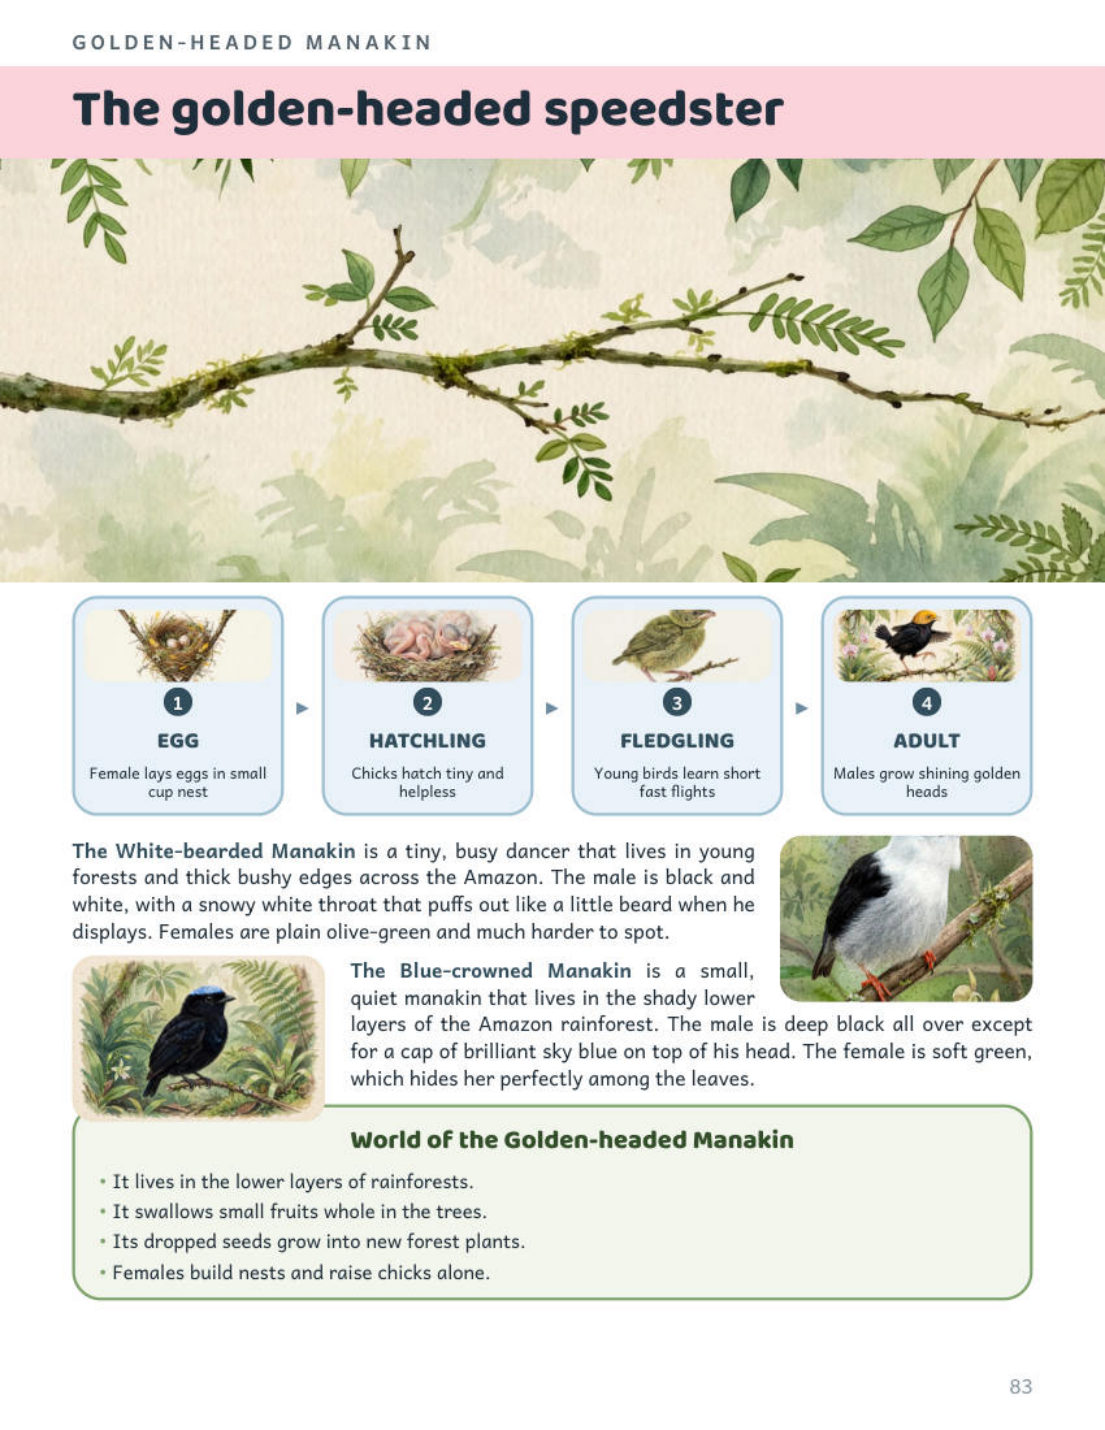 GOLDEN-HEADED MANAKIN
The golden-headed speedster
1
EGG
Female lays eggs in small
cup nest
2
HATCHLING
Chicks hatch tiny and
helpless
3
FLEDGLING
Young birds learn short
fast flights
4
ADULT
Males grow shining golden
heads
The White-bearded Manakin is a tiny, busy dancer that lives in young
forests and thick bushy edges across the Amazon. The male is black and
white, with a snowy white throat that puffs out like a little beard when he
displays. Females are plain olive-green and much harder to spot.
The Blue-crowned Manakin is a small,
quiet manakin that lives in the shady lower
layers of the Amazon rainforest. The male is deep black all over except
for a cap of brilliant sky blue on top of his head. The female is soft green,
which hides her perfectly among the leaves.
World of the Golden-headed Manakin
• It lives in the lower layers of rainforests.
• It swallows small fruits whole in the trees.
• Its dropped seeds grow into new forest plants.
• Females build nests and raise chicks alone.
83